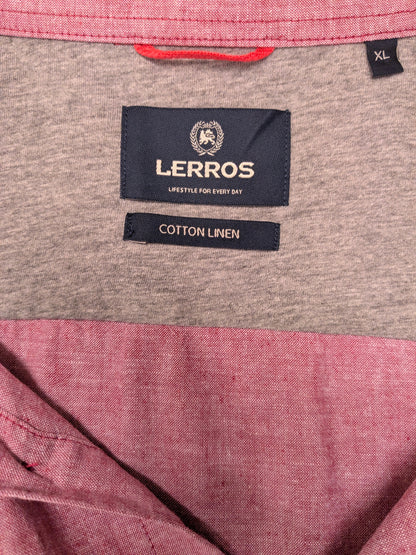 XL
LERROS
LIFESTYLE FOR EVERY DAY
COTTON LINEN